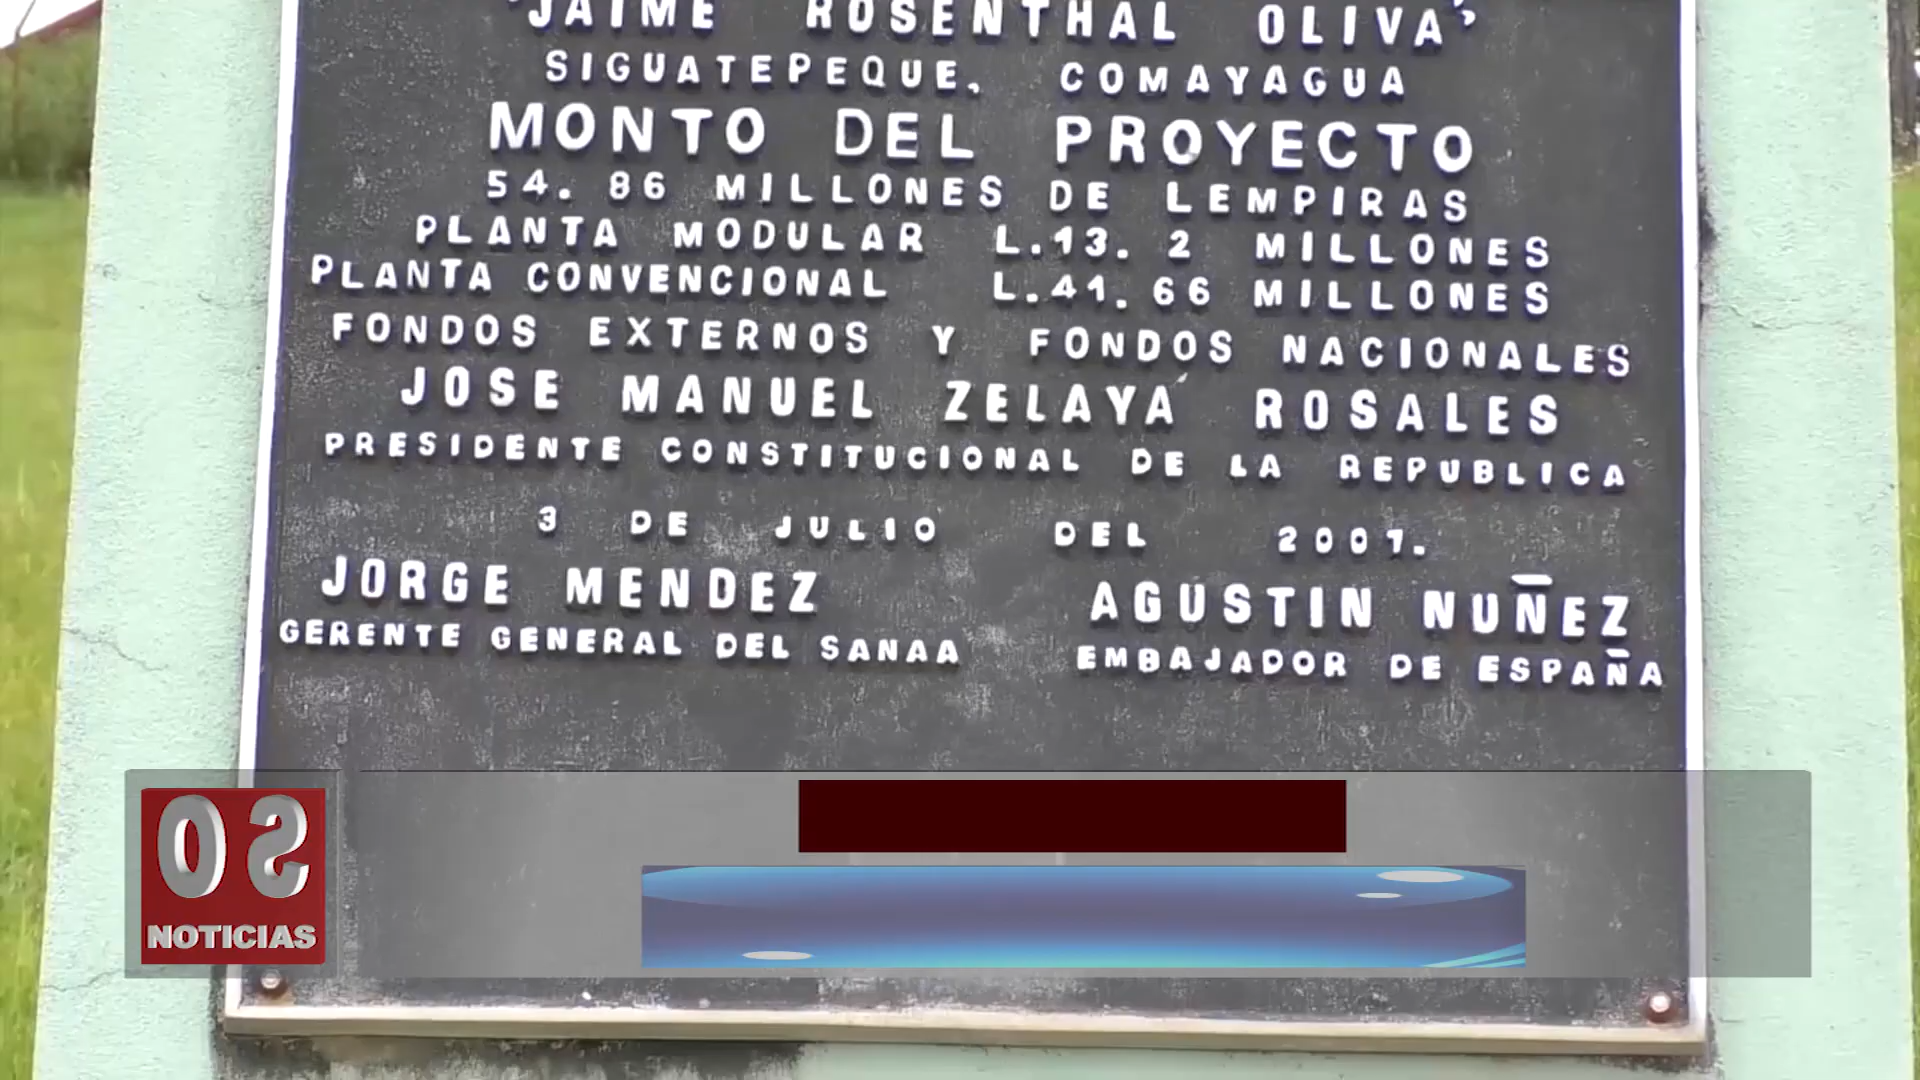 "JAIME ROSENTHAL OLIVA"
SIGUATEPEQUE, COMAYAGUA
MONTO DEL PROYECTO
54.86 MILLONES DE LEMPIRAS
PLANTA MODULAR L.13.2 MILLONES
PLANTA CONVENCIONAL L.41.66 MILLONES
FONDOS EXTERNOS Y FONDOS NACIONALES
JOSE MANUEL ZELAYA ROSALES
PRESIDENTE CONSTITUCIONAL DE LA REPUBLICA
3 DE JULIO DEL 2007.
JORGE MENDEZ
GERENTE GENERAL DEL SANAA
AGUSTIN NUÑEZ
EMBAJADOR DE ESPAÑA
NOTICIAS